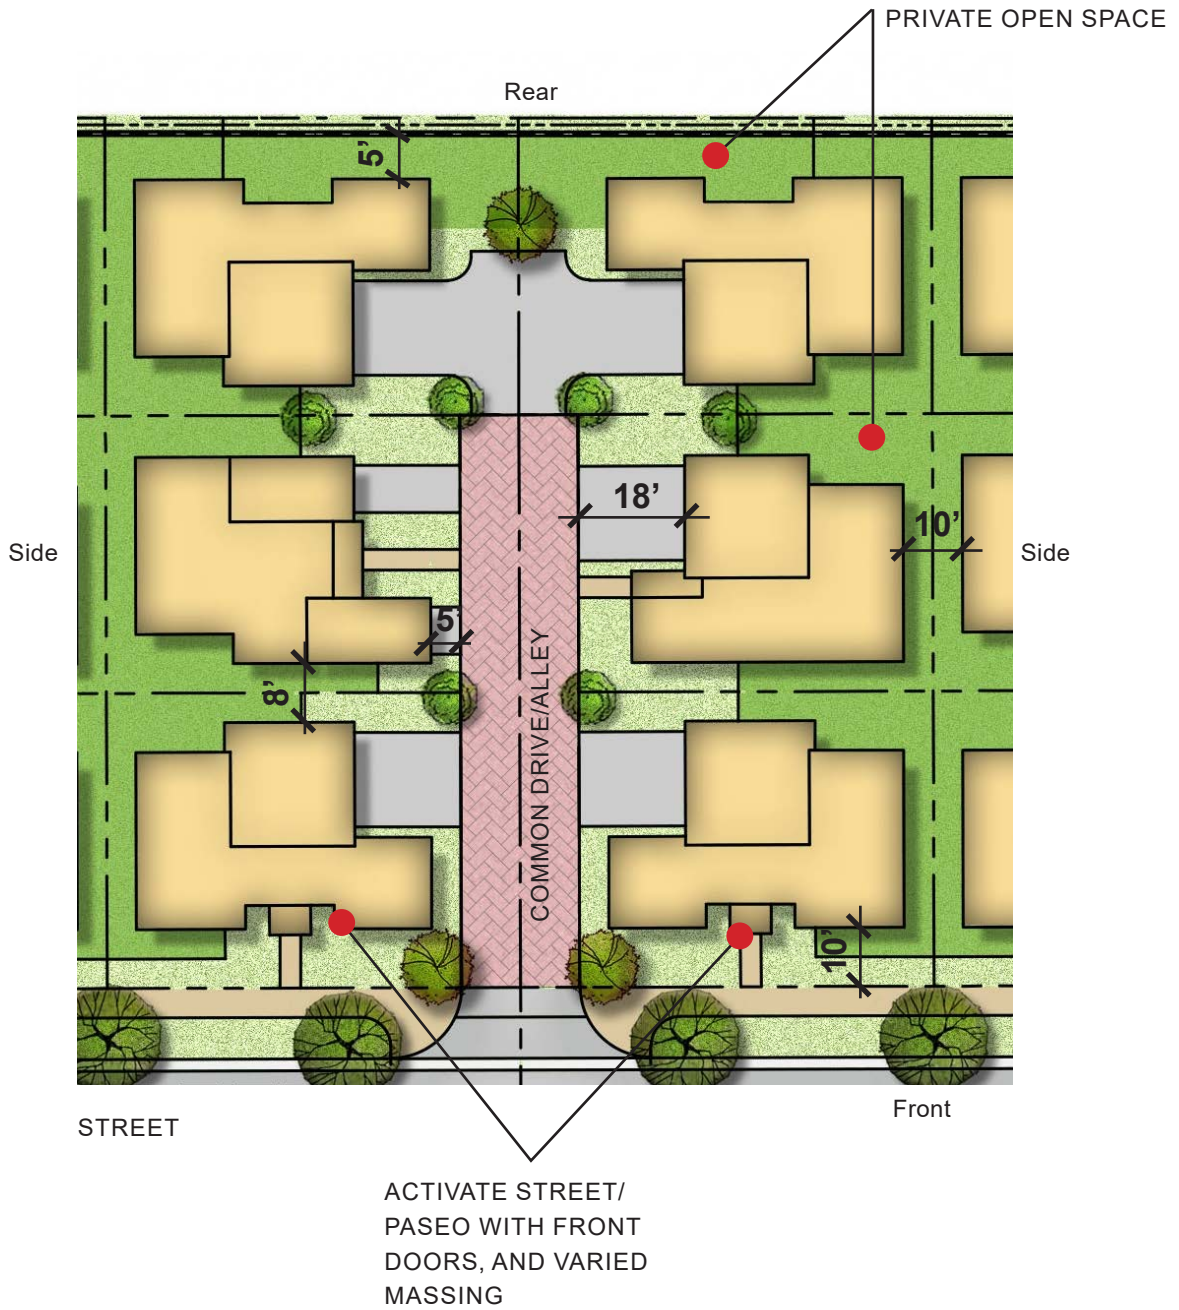 PRIVATE OPEN SPACE
Rear
5’
18’
10’
Side
Side
5’
8’
COMMON DRIVE/ALLEY
10’
Front
STREET
ACTIVATE STREET/
PASEO WITH FRONT
DOORS, AND VARIED
MASSING